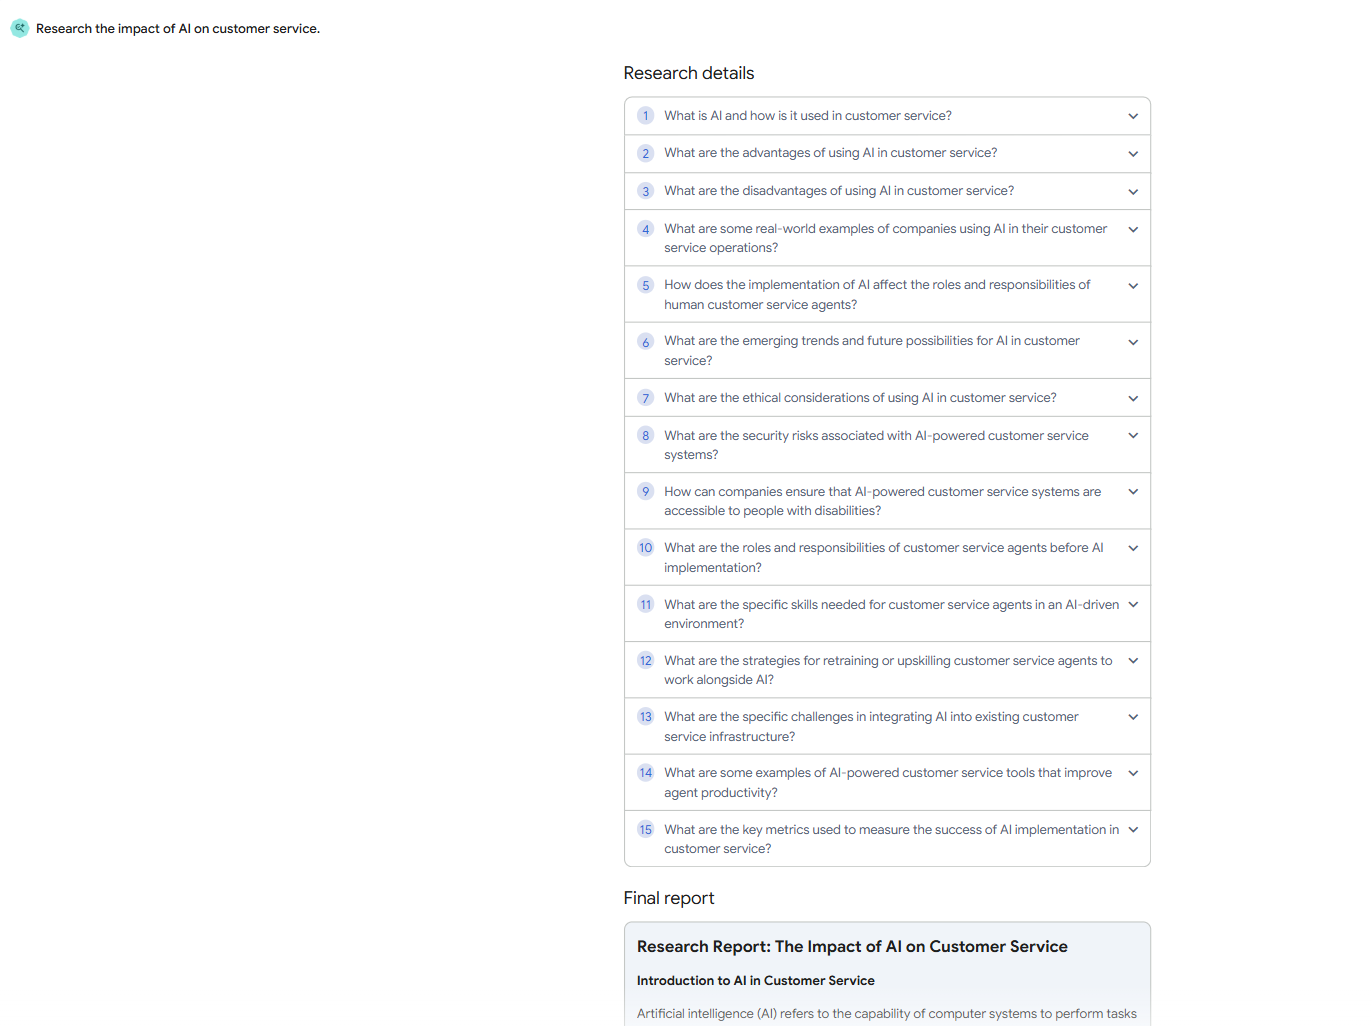 Research the impact of AI on customer service.
Research details
1 What is AI and how is it used in customer service?
2 What are the advantages of using AI in customer service?
3 What are the disadvantages of using AI in customer service?
4 What are some real-world examples of companies using AI in their customer
service operations?
5 How does the implementation of AI affect the roles and responsibilities of
human customer service agents?
6 What are the emerging trends and future possibilities for AI in customer
service?
7 What are the ethical considerations of using AI in customer service?
8 What are the security risks associated with AI-powered customer service
systems?
9 How can companies ensure that AI-powered customer service systems are
accessible to people with disabilities?
10 What are the roles and responsibilities of customer service agents before AI
implementation?
11 What are the specific skills needed for customer service agents in an AI-driven
environment?
12 What are the strategies for retraining or upskilling customer service agents to
work alongside AI?
13 What are the specific challenges in integrating AI into existing customer
service infrastructure?
14 What are some examples of AI-powered customer service tools that improve
agent productivity?
15 What are the key metrics used to measure the success of AI implementation in
customer service?
Final report
Research Report: The Impact of AI on Customer Service
Introduction to AI in Customer Service
Artificial intelligence (AI) refers to the capability of computer systems to perform tasks